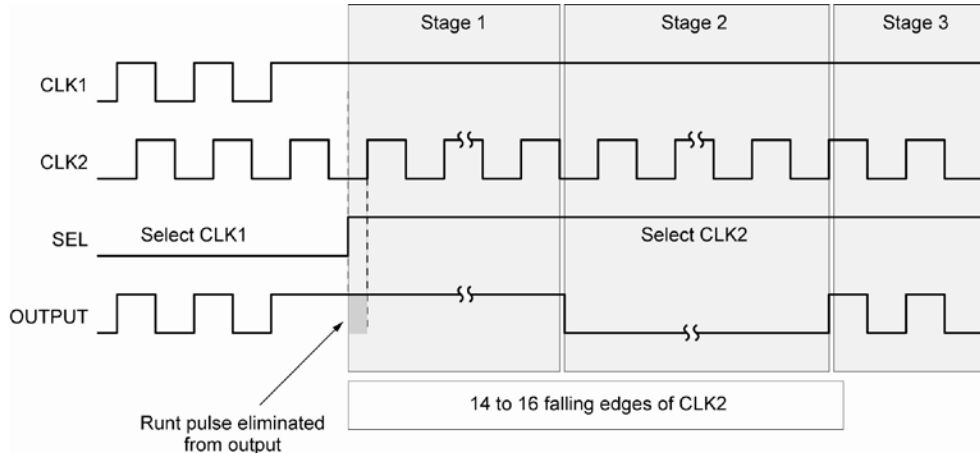 Stage 1
Stage 2
Stage 3
CLK1
CLK2
SEL
Select CLK1
Select CLK2
OUTPUT
14 to 16 falling edges of CLK2
Runt pulse eliminated
from output